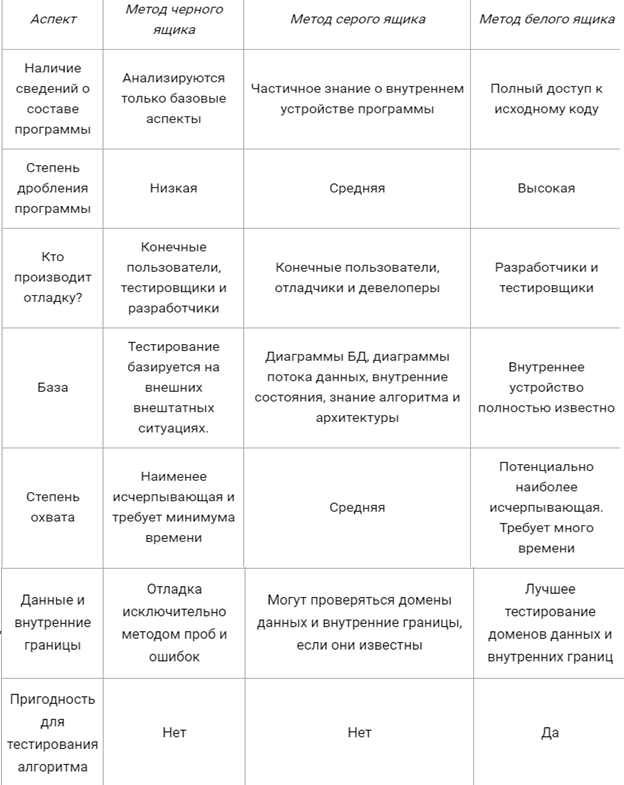 Аспект
Метод черного
ящика
Метод серого ящика
Метод белого ящика
Наличие
сведений о
составе
программы
Анализируются
только базовые
аспекты
Частичное знание о внутреннем
устройстве программы
Полный доступ к
исходному коду
Степень
дробления
программы
Низкая
Средняя
Высокая
Кто
производит
отладку?
Конечные
пользователи,
тестировщики и
разработчики
Конечные пользователи,
отладчики и девелоперы
Разработчики и
тестировщики
База
Тестирование
базируется на
внешних
внештатных
ситуациях.
Диаграммы БД, диаграммы
потока данных, внутренние
состояния, знание алгоритма и
архитектуры
Внутреннее
устройство
полностью известно
Степень
охвата
Наименее
исчерпывающая и
требует минимума
времени
Средняя
Потенциально
наиболее
исчерпывающая.
Требует много
времени
Данные и
внутренние
границы
Отладка
исключительно
методом проб и
ошибок
Могут проверяться домены
данных и внутренние границы,
если они известны
Лучшее
тестирование
доменов данных и
внутренних границ
Пригодность
для
тестирования
алгоритма
Нет
Нет
Да